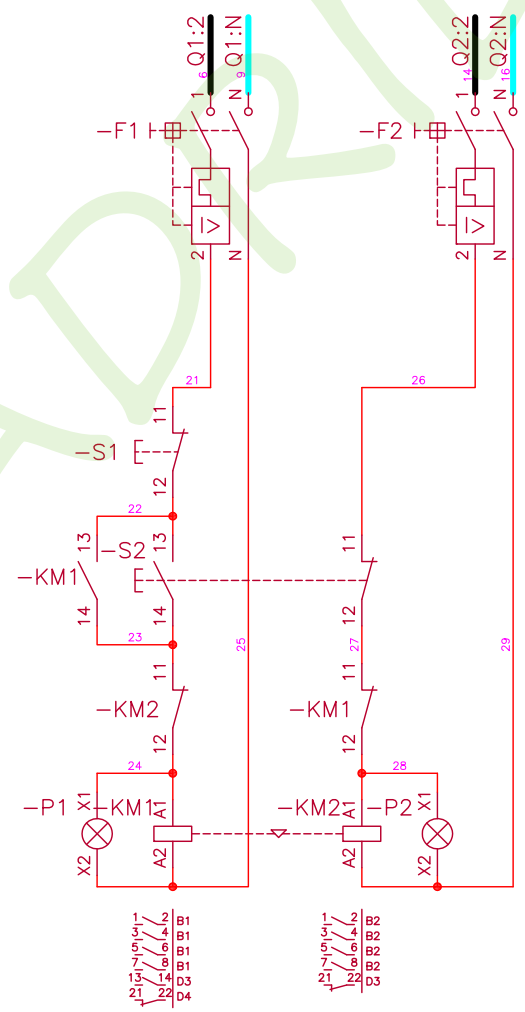 Q1:2
Q1:N
Q2:2
Q2:N
6
9
14
16
1
N
1
N
-F1
-F2
2
N
2
N
21
26
11
-S1
12
22
13
-S2
13
11
-KM1
14
14
12
23
25
27
29
11
11
-KM2
-KM1
12
12
24
28
-P1
X1
-KM1
A1
-KM2
A1
-P2
X1
X2
A2
A2
X2
1 2 B1
3 4 B1
5 6 B1
7 8 B1
13 14 D3
21 22 D4
1 2 B2
3 4 B2
5 6 B2
7 8 B2
21 22 D3